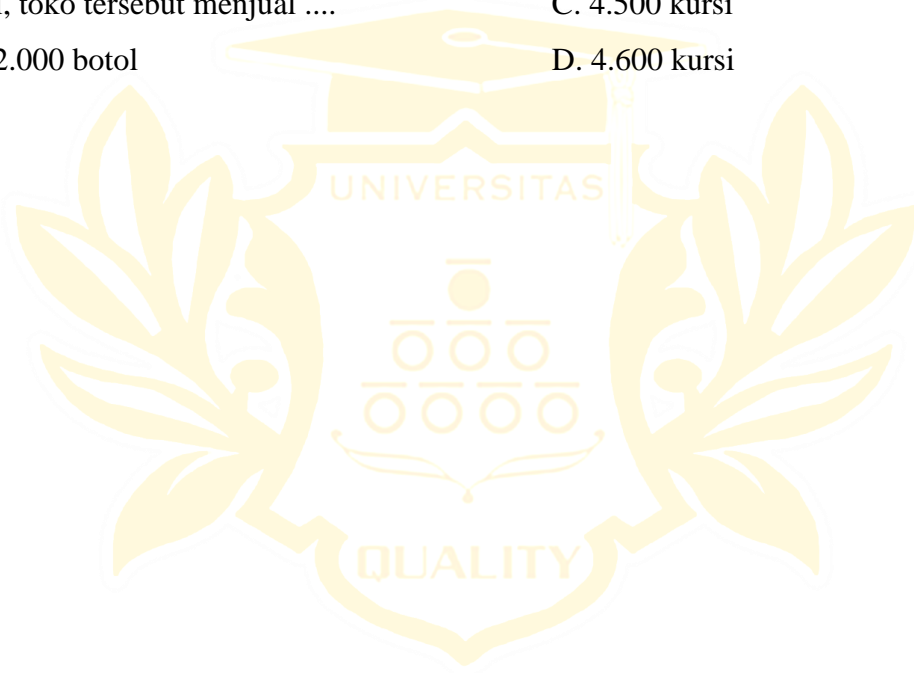 , toko tersebut menjual ....
2.000 botol
C. 4.500 kursi
D. 4.600 kursi
UNIVERSITAS
QUALITY